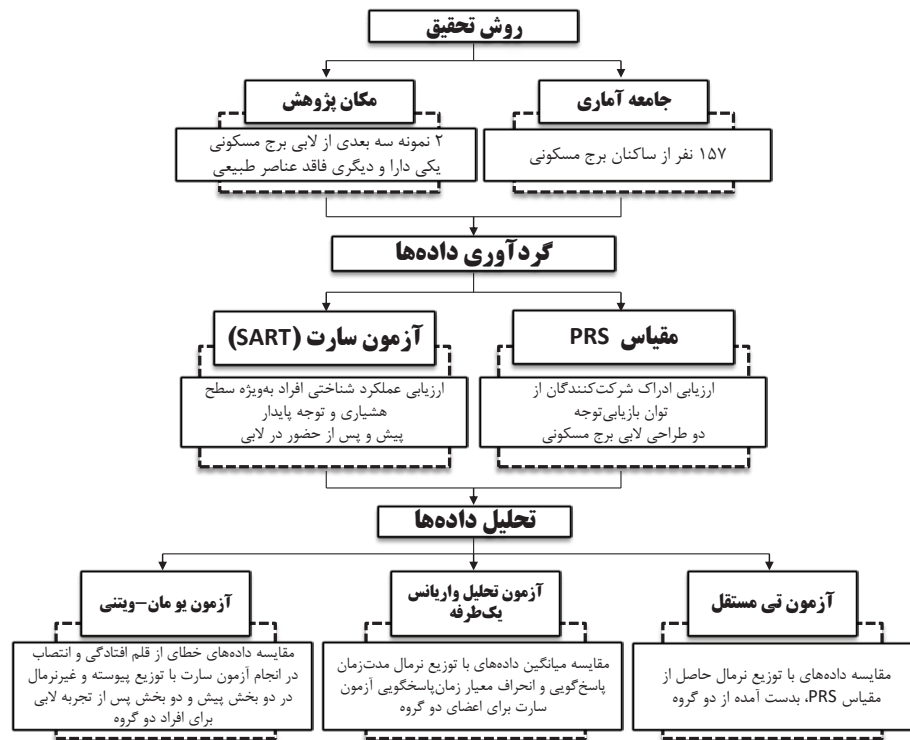 روش تحقیق
جامعه آماری
۱۵۷ نفر از ساکنان برج مسکونی
مکان پژوهش
۲ نمونه سه بعدی از لابی برج مسکونی
یکی دارا و دیگری فاقد عناصر طبیعی
گردآوری داده‌ها
مقیاس PRS
ارزیابی ادراک شرکت‌کنندگان از
توان بازیابی‌توجه
دو طراحی لابی برج مسکونی
آزمون سارت (SART)
ارزیابی عملکرد شناختی افراد به‌ویژه سطح
هشیاری و توجه پایدار
پیش و پس از حضور در لابی
تحلیل داده‌ها
آزمون تی مستقل
مقایسه داده‌های با توزیع نرمال حاصل از
مقیاس PRS، بدست آمده از دو گروه
آزمون تحلیل واریانس
یک‌طرفه
مقایسه میانگین داده‌های با توزیع نرمال مدت‌زمان
پاسخ‌گویی و انحراف معیار زمان‌پاسخگویی آزمون
سارت برای اعضای دو گروه
آزمون یو مان–ویتنی
مقایسه داده‌های خطای از قلم افتادگی و انتصاب
در انجام آزمون سارت با توزیع پیوسته و غیرنرمال
در دو بخش پیش و دو بخش پس از تجربه لابی
برای افراد دو گروه